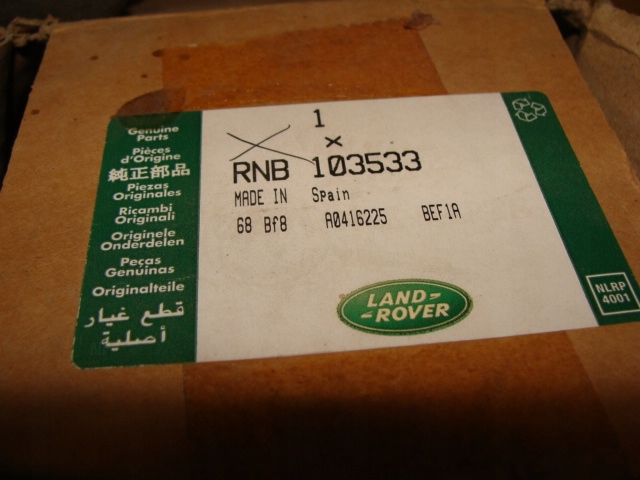 Genuine
Parts
Pièces
d'Origine
純正部品
Piezas
Originales
Ricambi
Originali
Originele
Onderdelen
Peças
Genuinas
Originalteile
قطع غيار
أصلية
1
x
RNB 103533
MADE IN Spain
68 Bf8 A0416225 BEF1A
LAND-
-ROVER
NLRP
4001